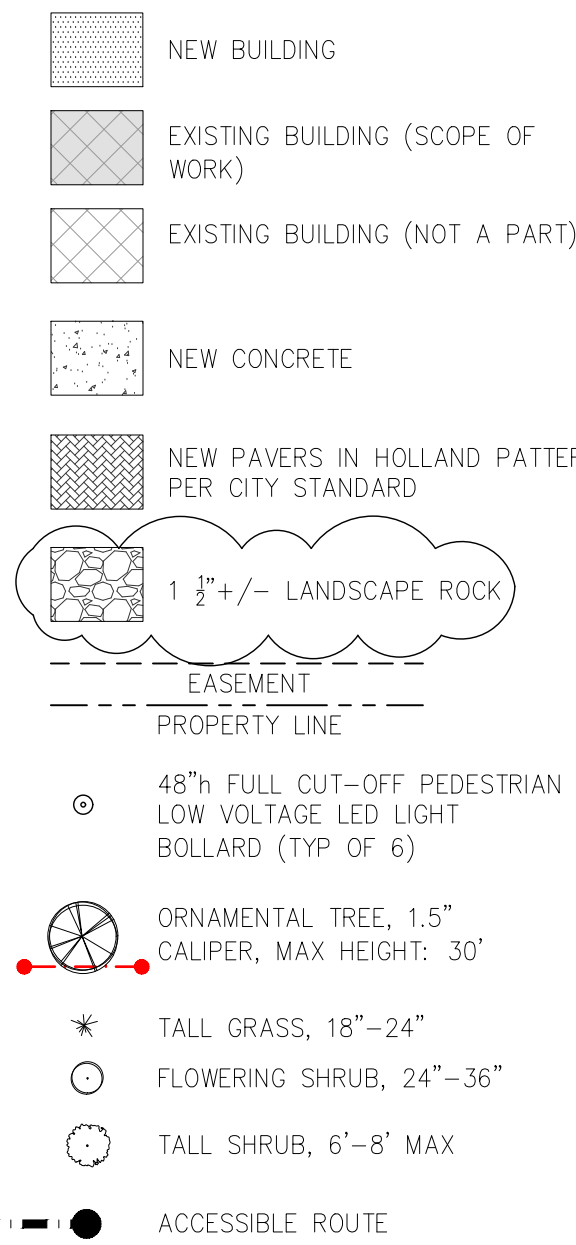 NEW BUILDING
EXISTING BUILDING (SCOPE OF
WORK)
EXISTING BUILDING (NOT A PART)
NEW CONCRETE
NEW PAVERS IN HOLLAND
PER CITY STANDARD
1 1/2"+/- LANDSCAPE ROCK
EASEMENT
PROPERTY LINE
48"h FULL CUT-OFF PEDESTRIAN
LOW VOLTAGE LED LIGHT
BOLLARD (TYP OF 6)
ORNAMENTAL TREE, 1.5"
CALIPER, MAX HEIGHT: 30'
TALL GRASS, 18"-24"
FLOWERING SHRUB, 24"-36"
TALL SHRUB, 6'-8' MAX
ACCESSIBLE ROUTE